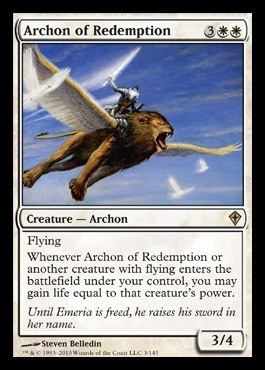 Archon of Redemption 3
Creature — Archon
Flying
Whenever Archon of Redemption or
another creature with flying enters the
battlefield under your control, you may
gain life equal to that creature's power.
Until Emeria is freed, he raises his sword in
her name.
3/4
Steven Belledin
™ & © 1993–2010 Wizards of the Coast LLC 3/145